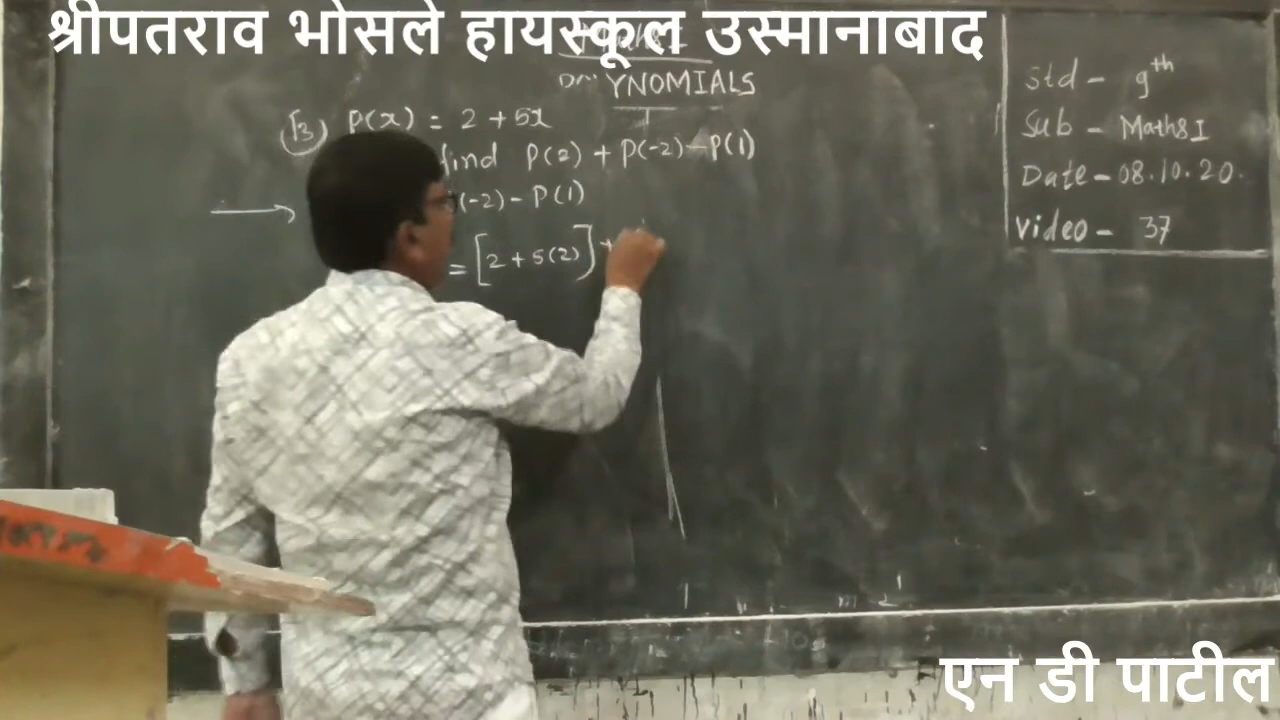 श्रीपतराव भोसले हायस्कूल उस्मानाबाद
YNOMIALS
(13) P(x) = 2 + 5x
find P(2) + P(-2) - P(1)
(-2) - P(1)
= [2 + 5(2)] +
Std - 9th
Sub - Maths I
Date - 08.10.20.
Video - 37
एन डी पाटील